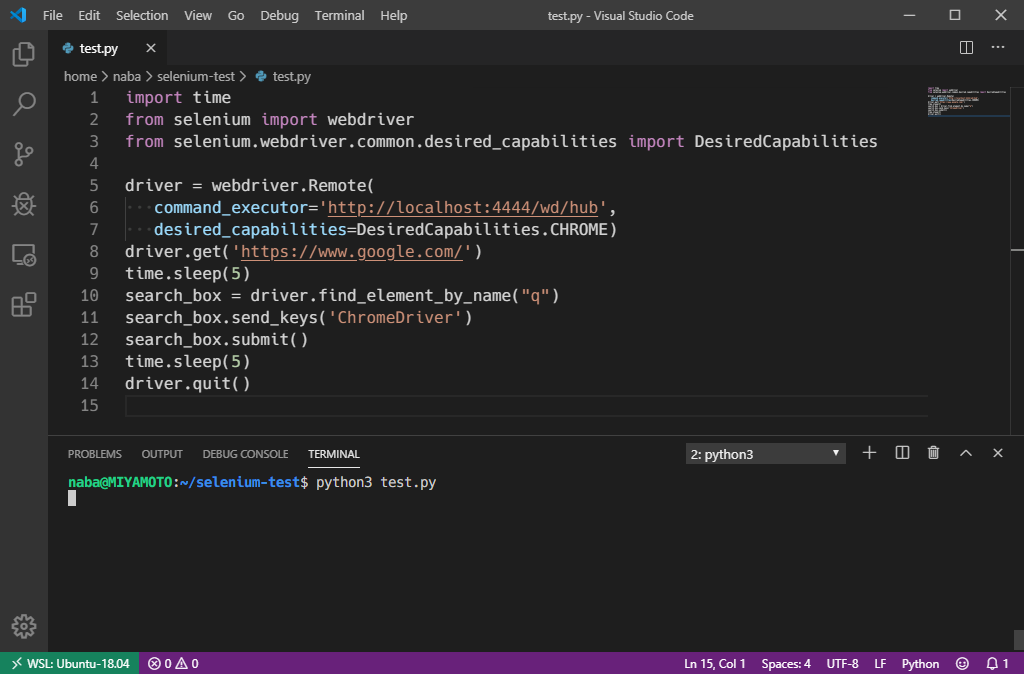 File Edit Selection View Go Debug Terminal Help test.py - Visual Studio Code
test.py
home > naba > selenium-test > test.py
1 import time
2 from selenium import webdriver
3 from selenium.webdriver.common.desired_capabilities import DesiredCapabilities
4
5 driver = webdriver.Remote(
6 command_executor='http://localhost:4444/wd/hub',
7 desired_capabilities=DesiredCapabilities.CHROME)
8 driver.get('https://www.google.com/')
9 time.sleep(5)
10 search_box = driver.find_element_by_name("q")
11 search_box.send_keys('ChromeDriver')
12 search_box.submit()
13 time.sleep(5)
14 driver.quit()
15
PROBLEMS OUTPUT DEBUG CONSOLE TERMINAL 2: python3
naba@MIYAMOTO:~/selenium-test$ python3 test.py
WSL: Ubuntu-18.04 0 0 Ln 15, Col 1 Spaces: 4 UTF-8 LF Python 1